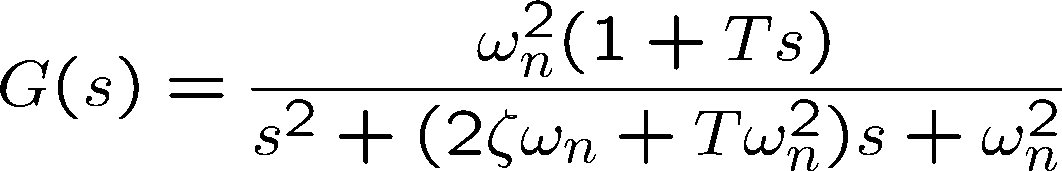 G(s) = \frac{\omega_n^2(1 + Ts)}{s^2 + (2\zeta\omega_n + T\omega_n^2)s + \omega_n^2}